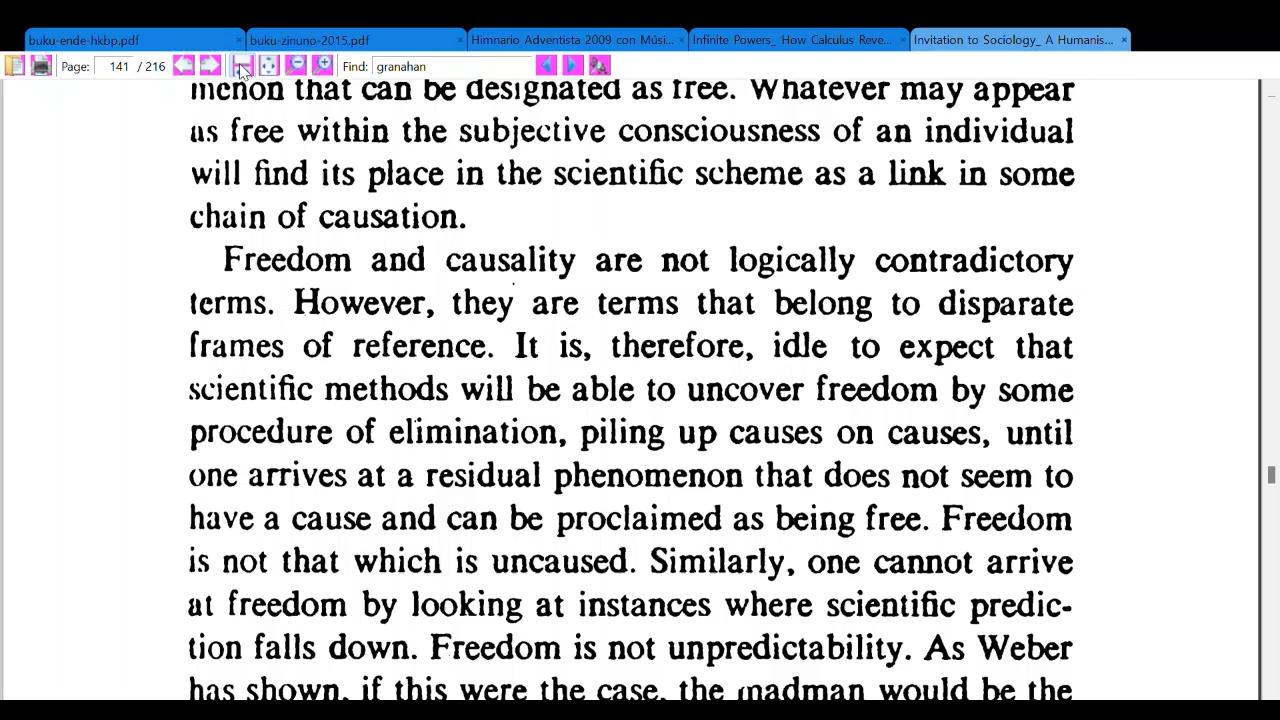 buku-ende-hkbp.pdf × buku-zinuno-2015.pdf × Himnario Adventista 2009 con Músi... × Infinite Powers_ How Calculus Reve... × Invitation to Sociology_ A Humanis... ×
Page: 141 / 216 Find: granahan
menon that can be designated as free. Whatever may appear
as free within the subjective consciousness of an individual
will find its place in the scientific scheme as a link in some
chain of causation.
Freedom and causality are not logically contradictory
terms. However, they are terms that belong to disparate
frames of reference. It is, therefore, idle to expect that
scientific methods will be able to uncover freedom by some
procedure of elimination, piling up causes on causes, until
one arrives at a residual phenomenon that does not seem to
have a cause and can be proclaimed as being free. Freedom
is not that which is uncaused. Similarly, one cannot arrive
at freedom by looking at instances where scientific predic-
tion falls down. Freedom is not unpredictability. As Weber
has shown, if this were the case, the madman would be the